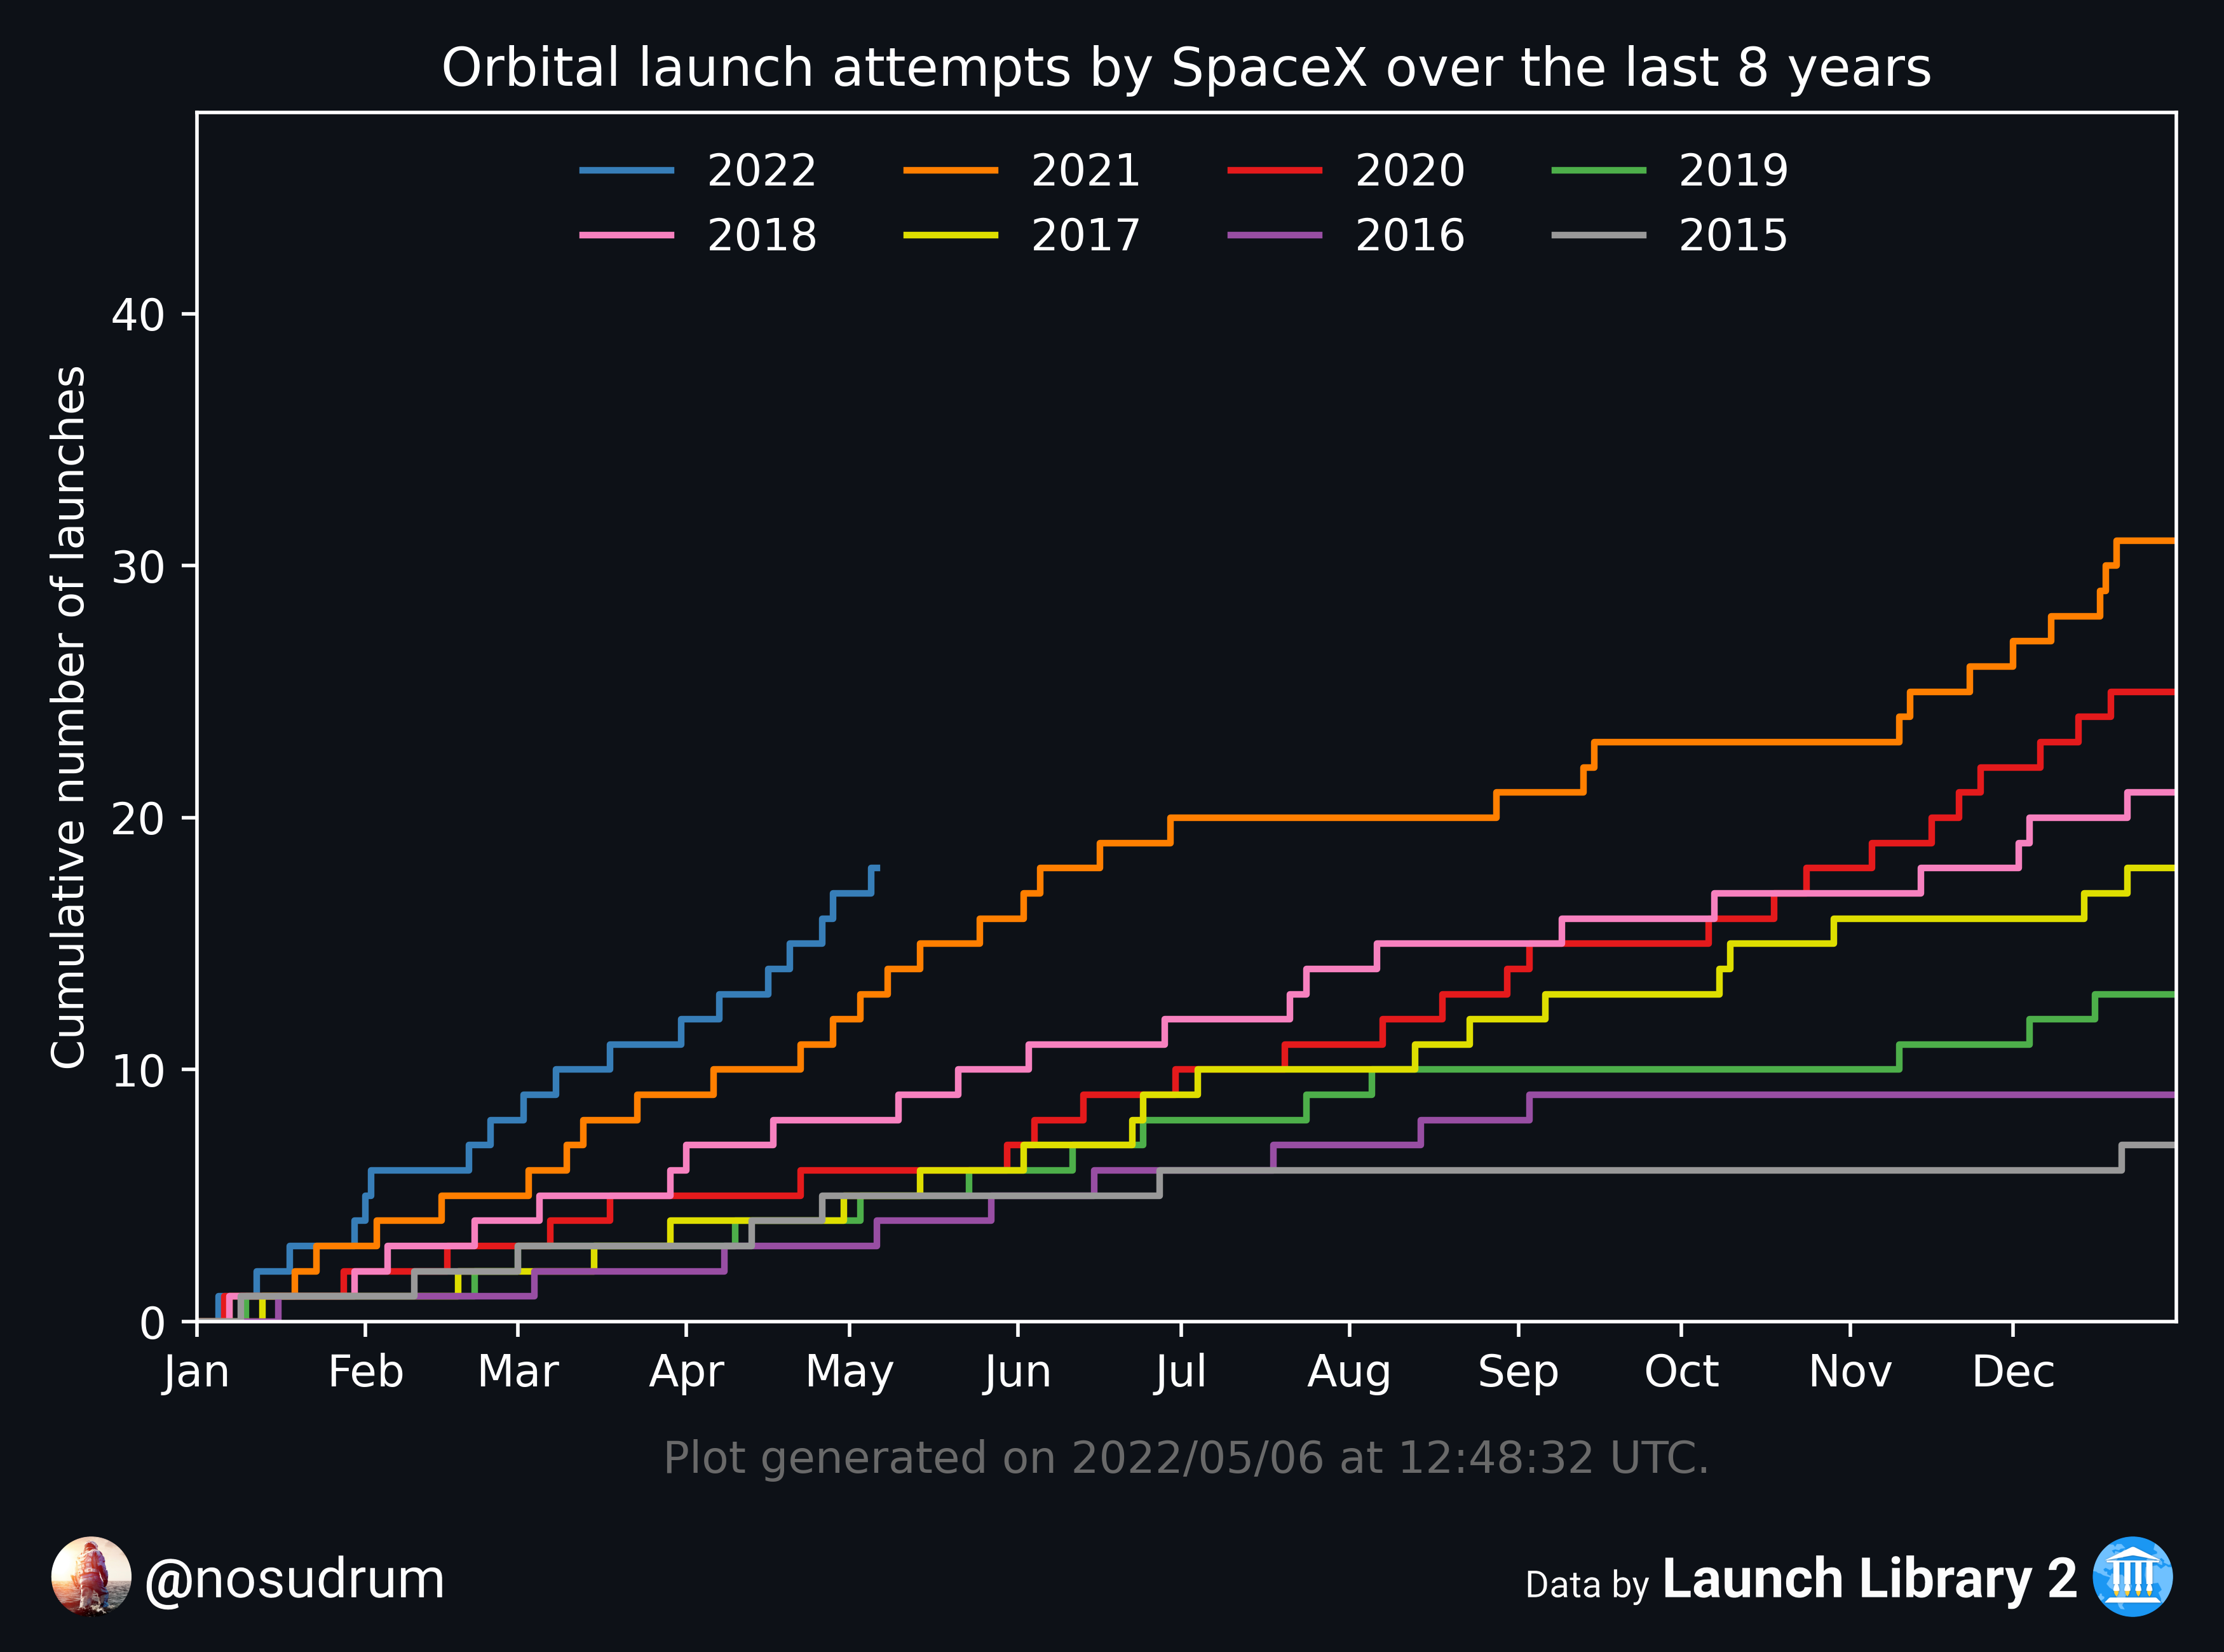 Orbital launch attempts by SpaceX over the last 8 years
2022 2021 2020 2019
2018 2017 2016 2015
Cumulative number of launches
40
30
20
10
0
Jan Feb Mar Apr May Jun Jul Aug Sep Oct Nov Dec
Plot generated on 2022/05/06 at 12:48:32 UTC.
@nosudrum
Data by Launch Library 2